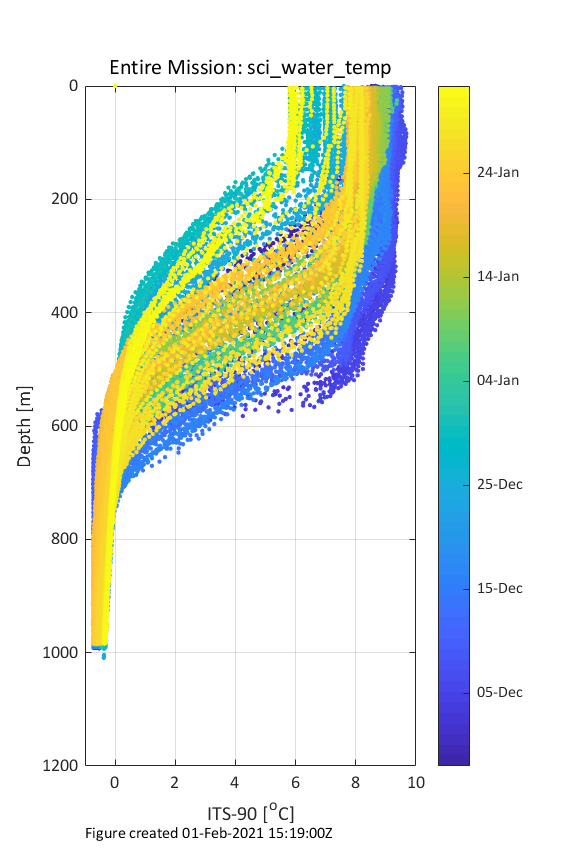 Entire Mission: sci_water_temp
0
200
400
600
800
1000
1200
Depth [m]
0 2 4 6 8 10
ITS-90 [°C]
24-Jan
14-Jan
04-Jan
25-Dec
15-Dec
05-Dec
Figure created 01-Feb-2021 15:19:00Z